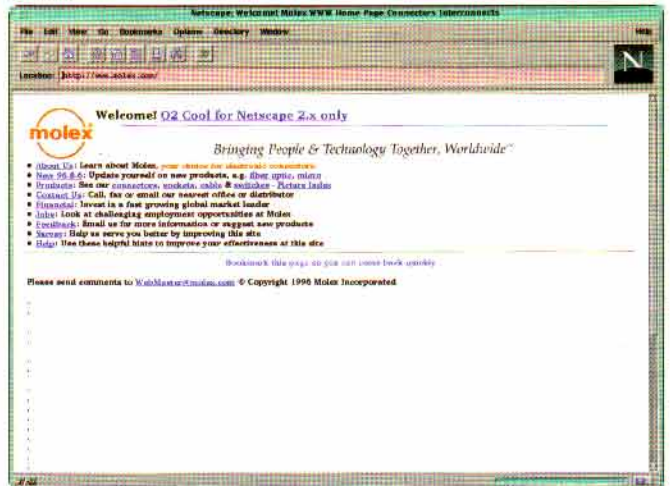 Netscape: Welcome! Molex WWW Home Page Connectors Interconnects
File Edit View Go Bookmarks Options Directory Window Help
Location: http://www.molex.com/
N
molex
Welcome! O2 Cool for Netscape 2.x only
Bringing People & Technology Together, Worldwide
About Us: Learn about Molex, your choice for electronic connectors
New 96-8-6: Update yourself on new products, e.g. fiber optic, micro
Products: See our connectors, sockets, cable & switches - Picture Index
Contact Us: Call, fax or email our nearest office or distributor
Financial: Invest in a fast growing global market leader
Jobs: Look at challenging employment opportunities at Molex
Feedback: Email us for more information or suggest new products
Survey: Help us serve you better by improving this site
Help: Use these helpful hints to improve your effectiveness at this site
Bookmark this page so you can come back quickly
Please send comments to WebMaster@molex.com © Copyright 1996 Molex Incorporated